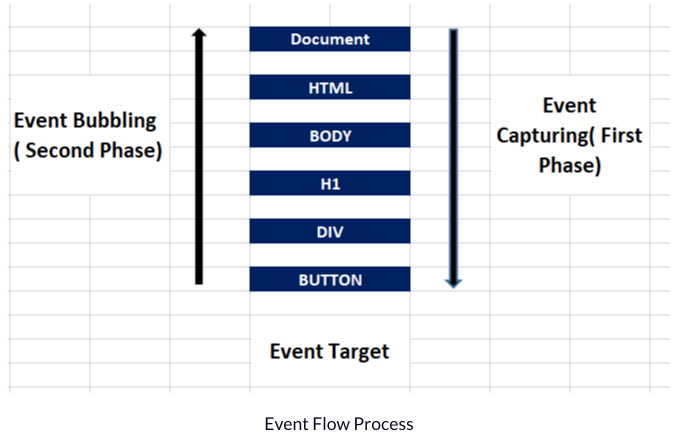 Document
HTML
BODY
H1
DIV
BUTTON
Event Bubbling
( Second Phase)
Event
Capturing( First
Phase)
Event Target
Event Flow Process